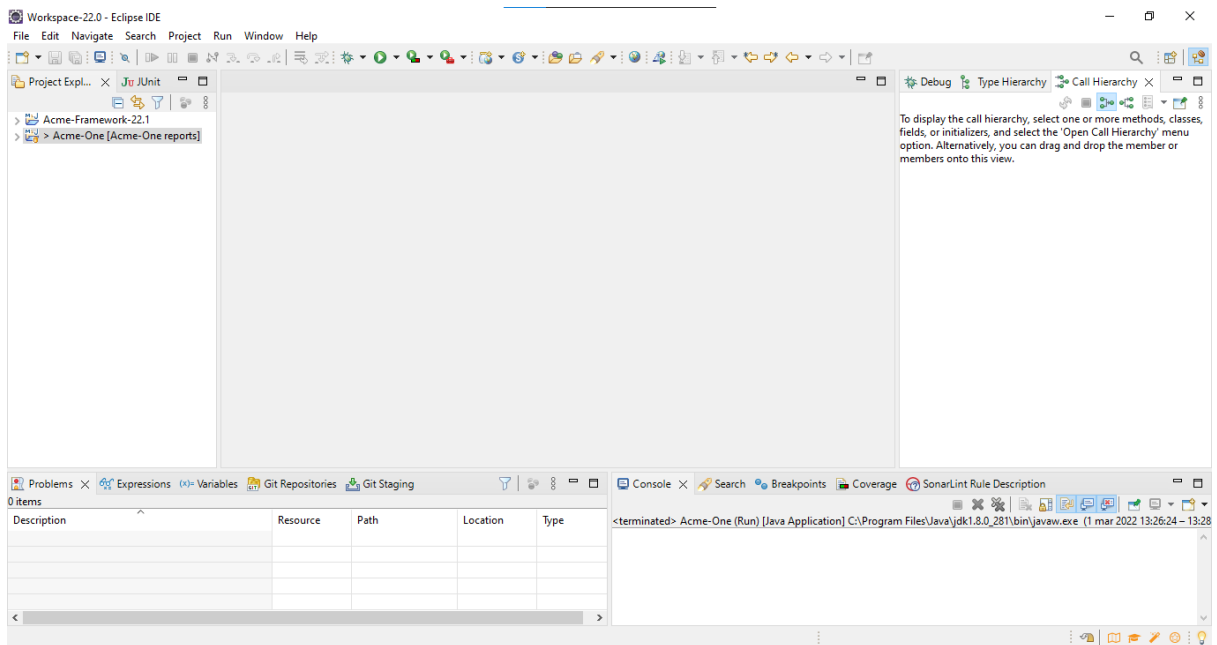 Workspace-22.0 - Eclipse IDE
File Edit Navigate Search Project Run Window Help
Project Expl... JUnit
Debug Type Hierarchy Call Hierarchy
Acme-Framework-22.1
> Acme-One [Acme-One reports]
To display the call hierarchy, select one or more methods, classes,
fields, or initializers, and select the 'Open Call Hierarchy' menu
option. Alternatively, you can drag and drop the member or
members onto this view.
Problems Expressions Variables Git Repositories Git Staging
0 items
Description Resource Path Location Type
Console Search Breakpoints Coverage SonarLint Rule Description
<terminated> Acme-One (Run) [Java Application] C:\Program Files\Java\jdk1.8.0_281\bin\javaw.exe (1 mar 2022 13:26:24 – 13:28